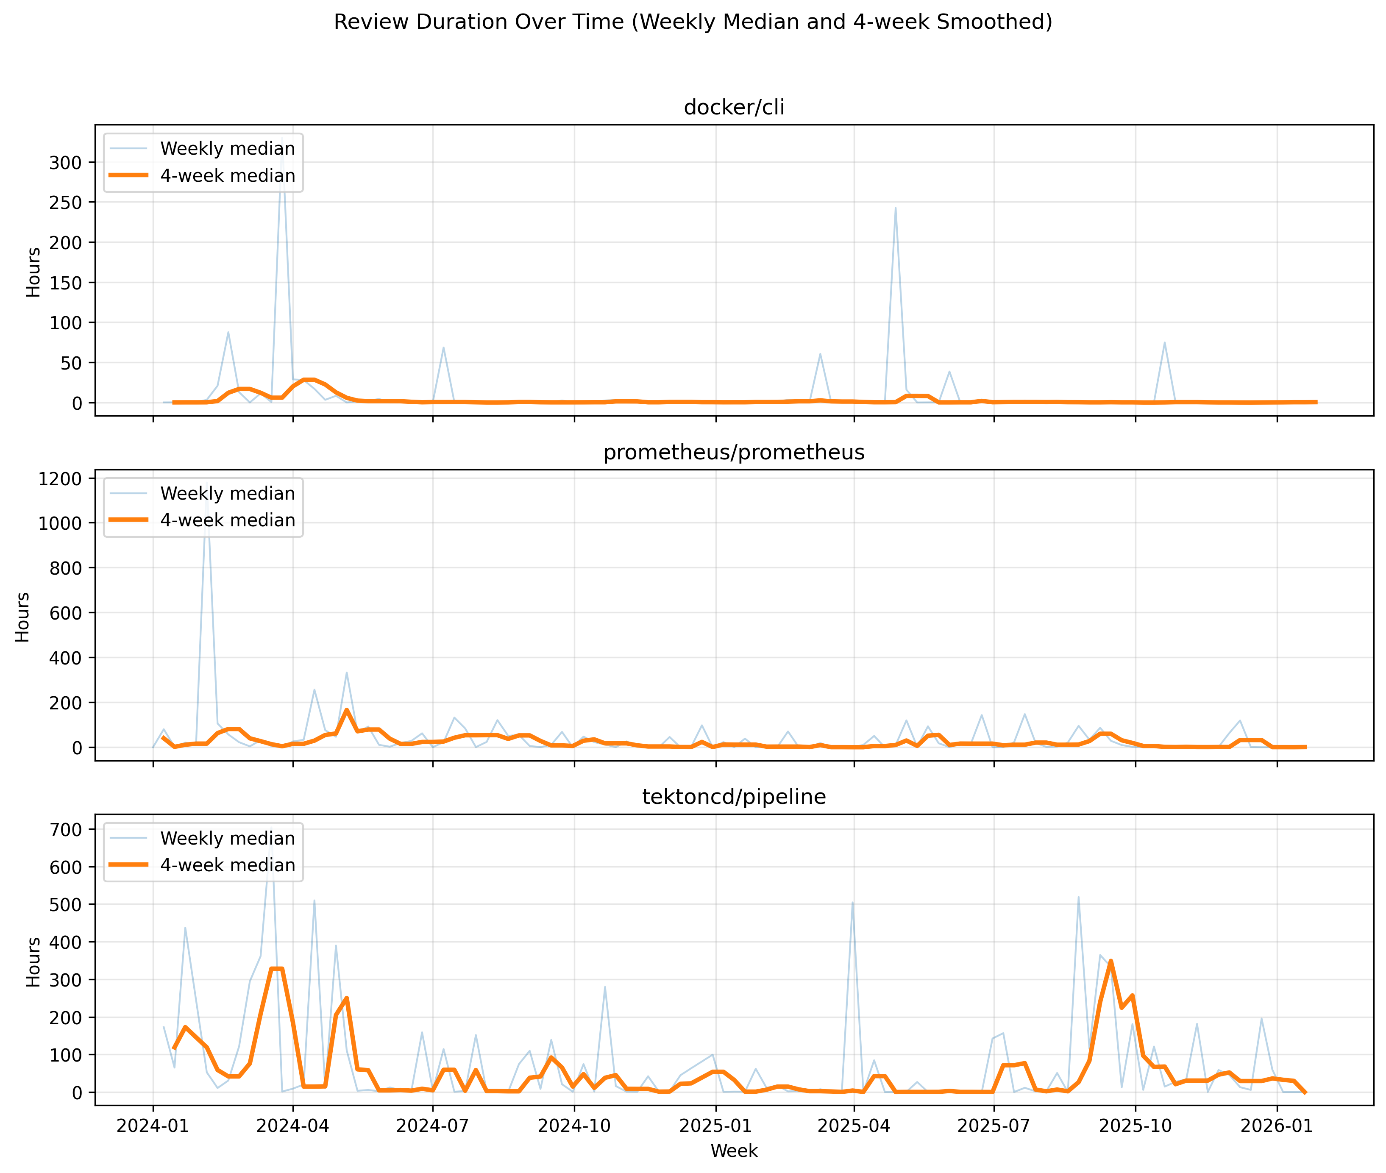 Review Duration Over Time (Weekly Median and 4-week Smoothed)
docker/cli
Weekly median
4-week median
Hours
300
250
200
150
100
50
0
prometheus/prometheus
Weekly median
4-week median
Hours
1200
1000
800
600
400
200
0
tektoncd/pipeline
Weekly median
4-week median
Hours
700
600
500
400
300
200
100
0
2024-01 2024-04 2024-07 2024-10 2025-01 2025-04 2025-07 2025-10 2026-01
Week